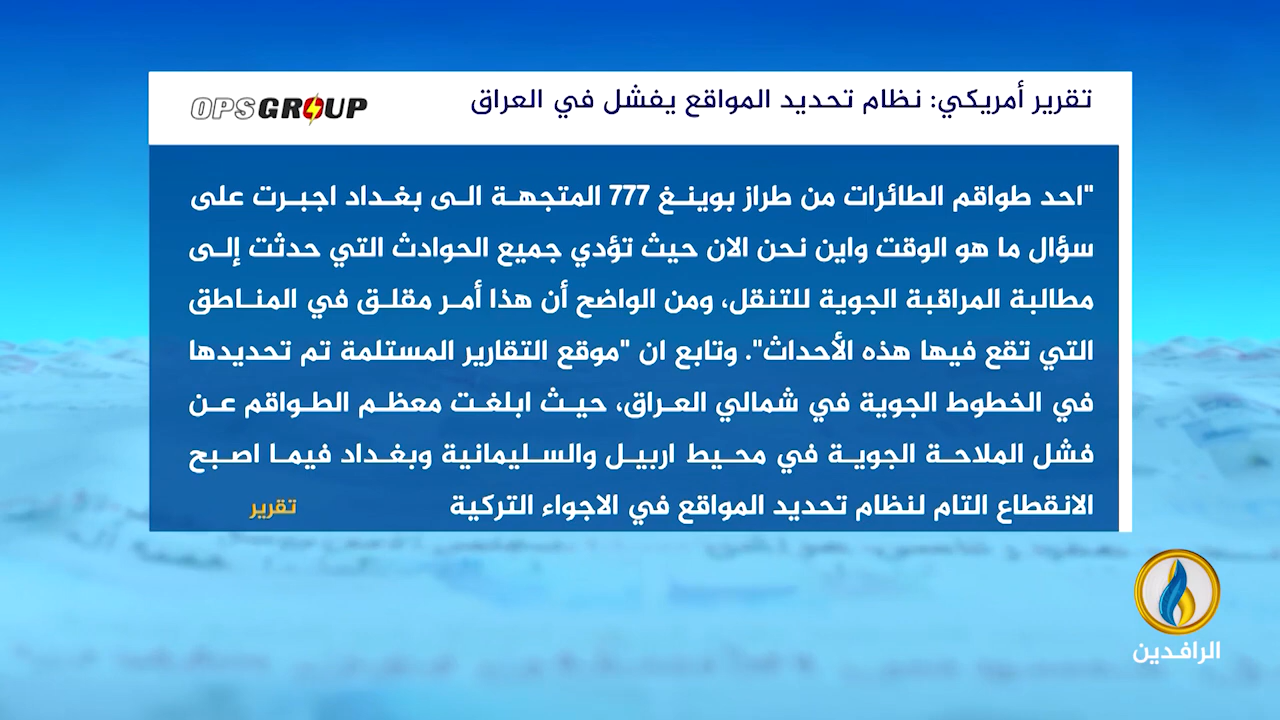 تقرير أمريكي: نظام تحديد المواقع يفشل في العراق
OPSGROUP
"احد طواقم الطائرات من طراز بوينغ 777 المتجهة الى بغداد اجبرت على
سؤال ما هو الوقت واين نحن الان حيث تؤدي جميع الحوادث التي حدثت إلى
مطالبة المراقبة الجوية للتنقل، ومن الواضح أن هذا أمر مقلق في المناطق
التي تقع فيها هذه الأحداث". وتابع ان "موقع التقارير المستلمة تم تحديدها
في الخطوط الجوية في شمالي العراق، حيث ابلغت معظم الطواقم عن
فشل الملاحة الجوية في محيط اربيل والسليمانية وبغداد فيما اصبح
الانقطاع التام لنظام تحديد المواقع في الاجواء التركية
تقرير
الرافدين